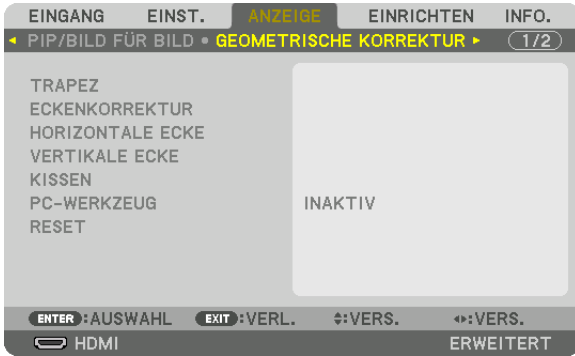 EINGANG EINST. ANZEIGE EINRICHTEN INFO.
◂ PIP/BILD FÜR BILD • GEOMETRISCHE KORREKTUR ▸ 1/2
TRAPEZ
ECKENKORREKTUR
HORIZONTALE ECKE
VERTIKALE ECKE
KISSEN
PC-WERKZEUG INAKTIV
RESET
ENTER:AUSWAHL EXIT:VERL. ♦:VERS. ◂▸:VERS.
HDMI ERWEITERT